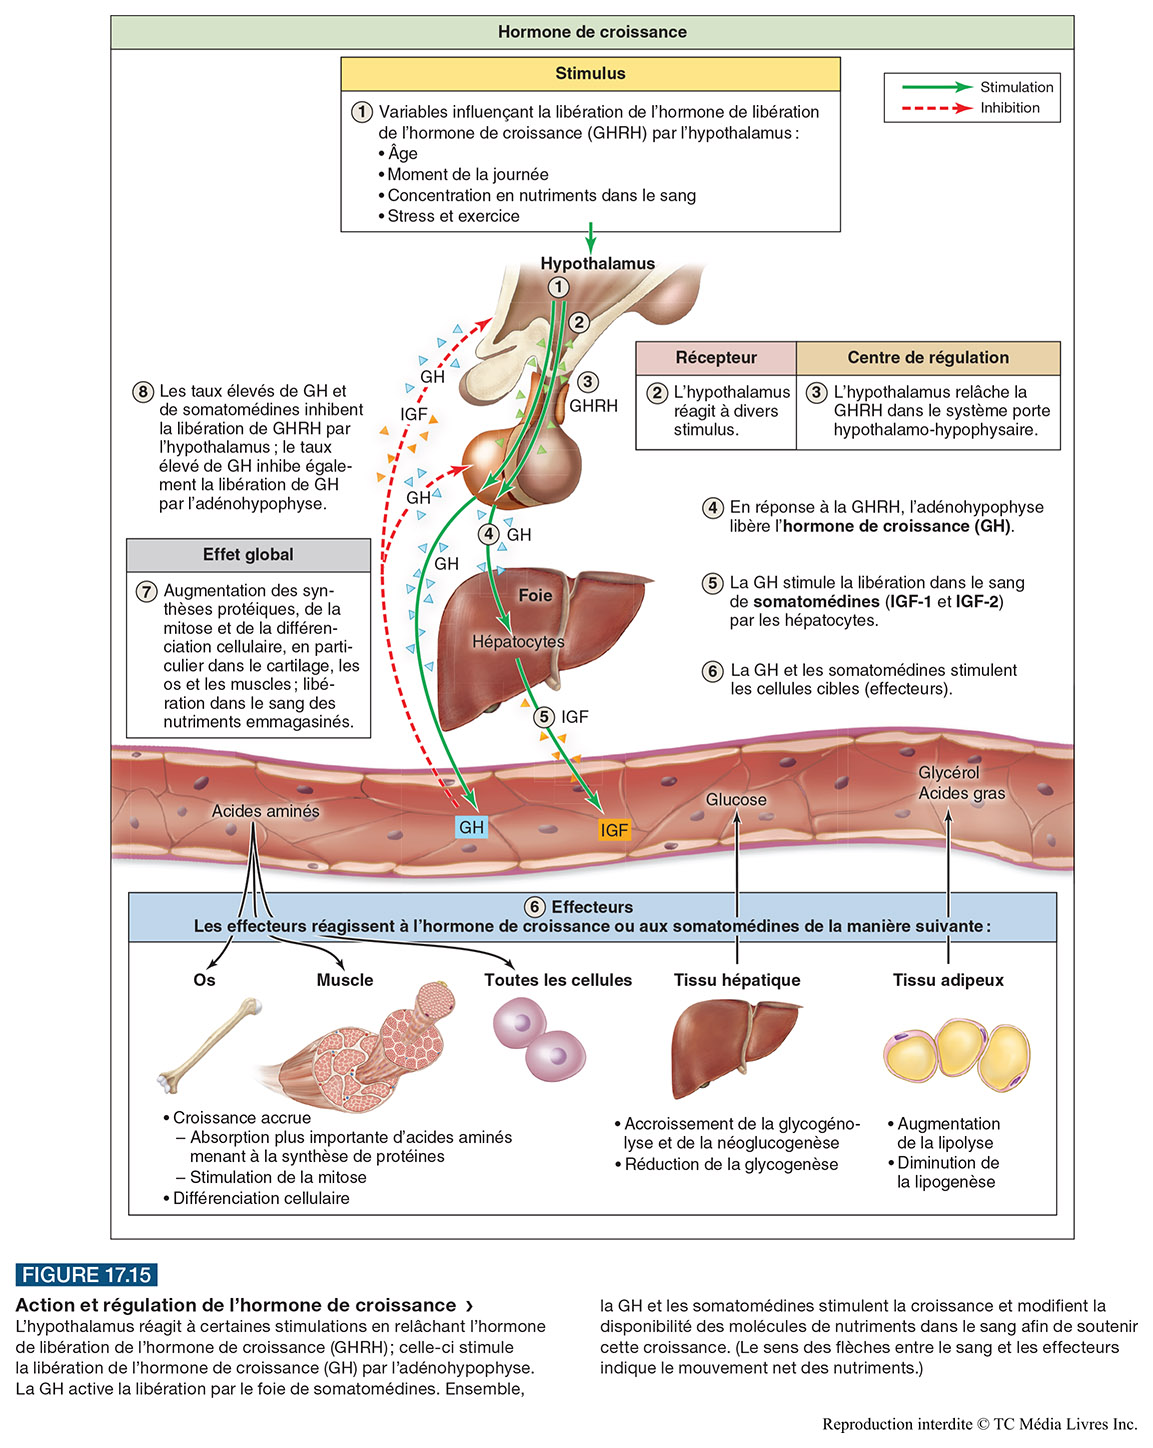 Hormone de croissance
Stimulus
1 Variables influençant la libération de l’hormone de libération
de l’hormone de croissance (GHRH) par l’hypothalamus :
• Âge
• Moment de la journée
• Concentration en nutriments dans le sang
• Stress et exercice
Stimulation
Inhibition
Hypothalamus
1
2
3
GHRH
GH
IGF
GH
Récepteur
2 L’hypothalamus
réagit à divers
stimulus.
Centre de régulation
3 L’hypothalamus relâche la
GHRH dans le système porte
hypothalamo-hypophysaire.
8 Les taux élevés de GH et
de somatomédines inhibent
la libération de GHRH par
l’hypothalamus ; le taux
élevé de GH inhibe égale-
ment la libération de GH
par l’adénohypophyse.
4 GH
GH
4 En réponse à la GHRH, l’adénohypophyse
libère l’hormone de croissance (GH).
5 La GH stimule la libération dans le sang
de somatomédines (IGF-1 et IGF-2)
par les hépatocytes.
6 La GH et les somatomédines stimulent
les cellules cibles (effecteurs).
Effet global
7 Augmentation des syn-
thèses protéiques, de la
mitose et de la différen-
ciation cellulaire, en parti-
culier dans le cartilage, les
os et les muscles ; libé-
ration dans le sang des
nutriments emmagasinés.
Foie
Hépatocytes
5 IGF
Acides aminés
GH
IGF
Glucose
Glycérol
Acides gras
6 Effecteurs
Les effecteurs réagissent à l’hormone de croissance ou aux somatomédines de la manière suivante :
Os
Muscle
Toutes les cellules
Tissu hépatique
Tissu adipeux
• Croissance accrue
– Absorption plus importante d’acides aminés
menant à la synthèse de protéines
– Stimulation de la mitose
• Différenciation cellulaire
• Accroissement de la glycogéno-
lyse et de la néoglucogenèse
• Réduction de la glycogenèse
• Augmentation
de la lipolyse
• Diminution de
la lipogenèse
FIGURE 17.15
Action et régulation de l’hormone de croissance ›
L’hypothalamus réagit à certaines stimulations en relâchant l’hormone
de libération de l’hormone de croissance (GHRH) ; celle-ci stimule
la libération de l’hormone de croissance (GH) par l’adénohypophyse.
La GH active la libération par le foie de somatomédines. Ensemble,
la GH et les somatomédines stimulent la croissance et modifient la
disponibilité des molécules de nutriments dans le sang afin de soutenir
cette croissance. (Le sens des flèches entre le sang et les effecteurs
indique le mouvement net des nutriments.)
Reproduction interdite © TC Média Livres Inc.